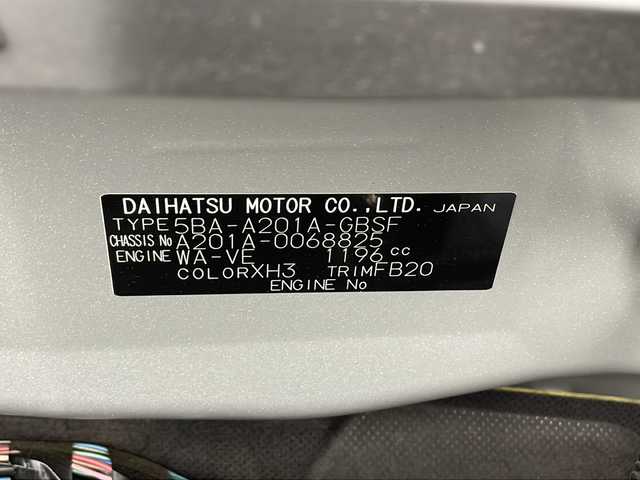 DAIHATSU MOTOR CO.,LTD. JAPAN
TYPE 5BA-A201A-GBSF
CHASSIS No A201A-0068825
ENGINE WA-VE 1196 cc
COLOR XH3 TRIM FB20
ENGINE No